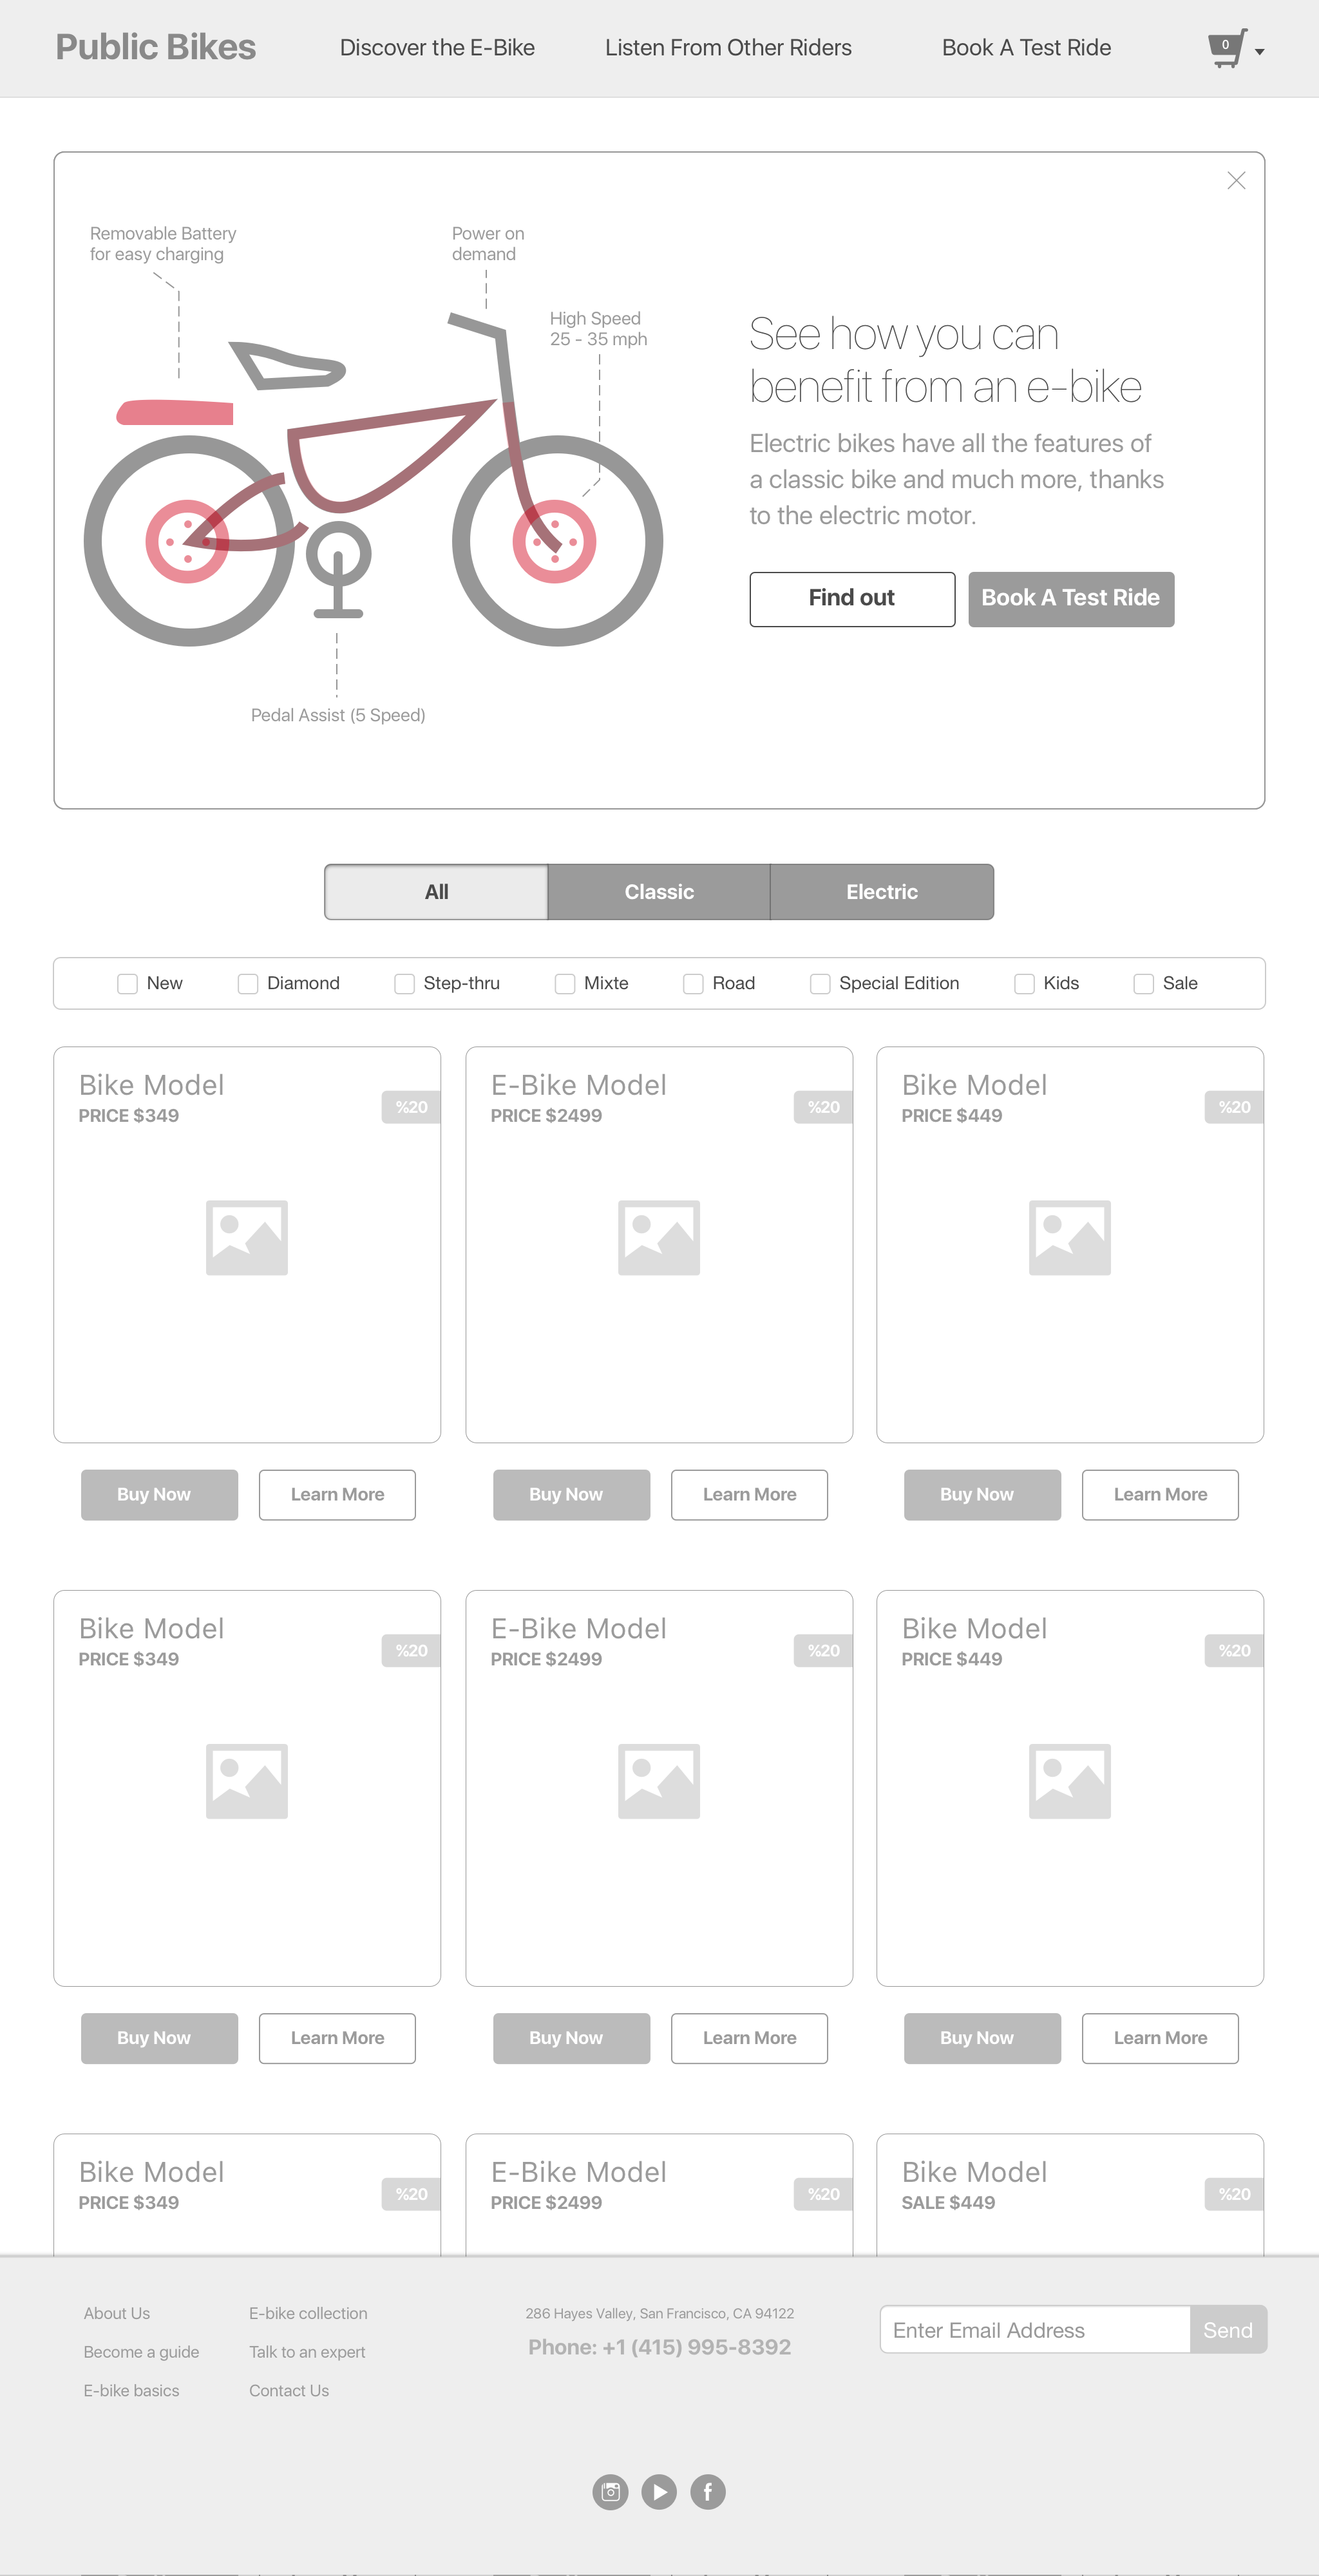 Public Bikes
Discover the E-Bike
Listen From Other Riders
Book A Test Ride
0
Removable Battery
for easy charging
Power on
demand
High Speed
25 - 35 mph
Pedal Assist (5 Speed)
See how you can
benefit from an e-bike
Electric bikes have all the features of
a classic bike and much more, thanks
to the electric motor.
Find out
Book A Test Ride
All
Classic
Electric
New
Diamond
Step-thru
Mixte
Road
Special Edition
Kids
Sale
Bike Model
PRICE $349
%20
E-Bike Model
PRICE $2499
%20
Bike Model
PRICE $449
%20
Buy Now
Learn More
Buy Now
Learn More
Buy Now
Learn More
Bike Model
PRICE $349
%20
E-Bike Model
PRICE $2499
%20
Bike Model
PRICE $449
%20
Buy Now
Learn More
Buy Now
Learn More
Buy Now
Learn More
Bike Model
PRICE $349
%20
E-Bike Model
PRICE $2499
%20
Bike Model
SALE $449
%20
About Us
Become a guide
E-bike basics
E-bike collection
Talk to an expert
Contact Us
286 Hayes Valley, San Francisco, CA 94122
Phone: +1 (415) 995-8392
Enter Email Address
Send